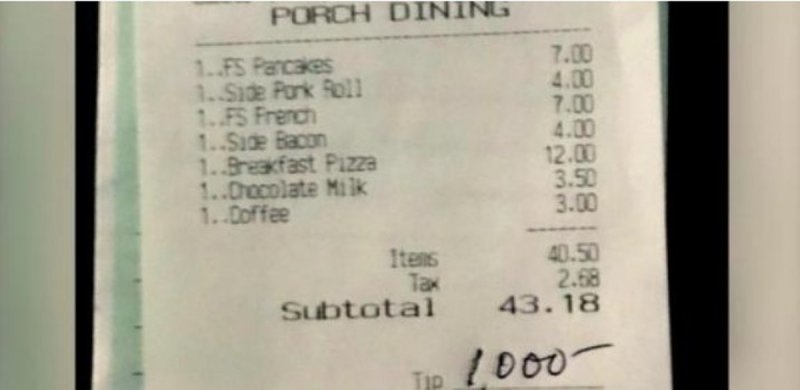 PORCH DINING
1..FS Pancakes 7.00
1..Side Pork Roll 4.00
1..FS French 7.00
1..Side Bacon 4.00
1..Breakfast Pizza 12.00
1..Chocolate Milk 3.50
1..Coffee 3.00
Items 40.50
Tax 2.68
Subtotal 43.18
Tip 1,000-